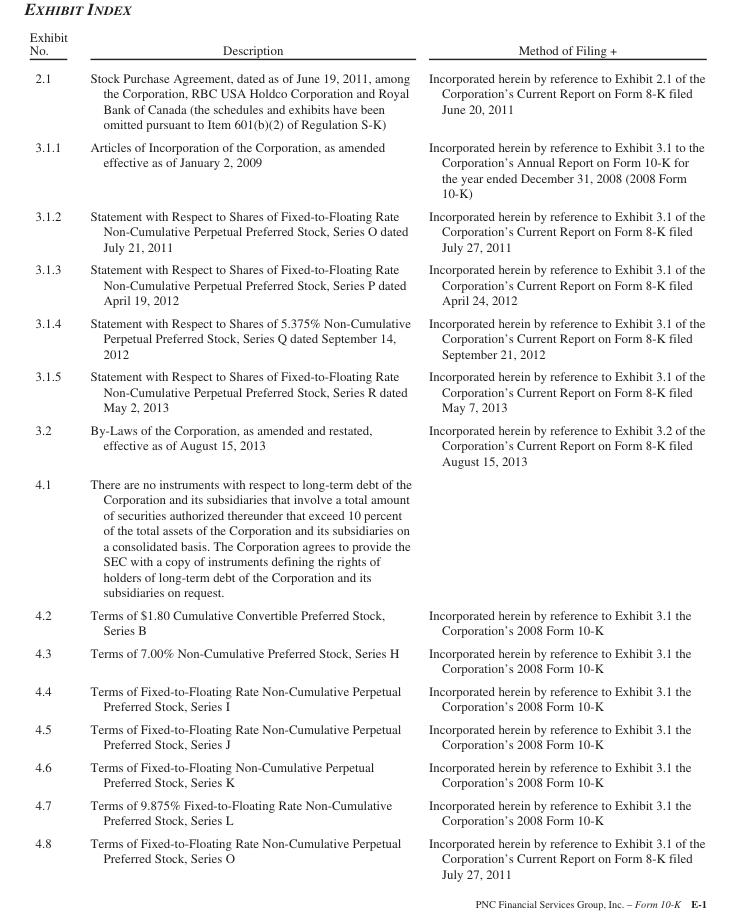 EXHIBIT INDEX
Exhibit
No. Description Method of Filing +
2.1 Stock Purchase Agreement, dated as of June 19, 2011, among Incorporated herein by reference to Exhibit 2.1 of the
the Corporation, RBC USA Holdco Corporation and Royal Corporation’s Current Report on Form 8-K filed
Bank of Canada (the schedules and exhibits have been June 20, 2011
omitted pursuant to Item 601(b)(2) of Regulation S-K)
3.1.1 Articles of Incorporation of the Corporation, as amended Incorporated herein by reference to Exhibit 3.1 to the
effective as of January 2, 2009 Corporation’s Annual Report on Form 10-K for
the year ended December 31, 2008 (2008 Form
10-K)
3.1.2 Statement with Respect to Shares of Fixed-to-Floating Rate Incorporated herein by reference to Exhibit 3.1 of the
Non-Cumulative Perpetual Preferred Stock, Series O dated Corporation’s Current Report on Form 8-K filed
July 21, 2011 July 27, 2011
3.1.3 Statement with Respect to Shares of Fixed-to-Floating Rate Incorporated herein by reference to Exhibit 3.1 of the
Non-Cumulative Perpetual Preferred Stock, Series P dated Corporation’s Current Report on Form 8-K filed
April 19, 2012 April 24, 2012
3.1.4 Statement with Respect to Shares of 5.375% Non-Cumulative Incorporated herein by reference to Exhibit 3.1 of the
Perpetual Preferred Stock, Series Q dated September 14, Corporation’s Current Report on Form 8-K filed
2012 September 21, 2012
3.1.5 Statement with Respect to Shares of Fixed-to-Floating Rate Incorporated herein by reference to Exhibit 3.1 of the
Non-Cumulative Perpetual Preferred Stock, Series R dated Corporation’s Current Report on Form 8-K filed
May 2, 2013 May 7, 2013
3.2 By-Laws of the Corporation, as amended and restated, Incorporated herein by reference to Exhibit 3.2 of the
effective as of August 15, 2013 Corporation’s Current Report on Form 8-K filed
August 15, 2013
4.1 There are no instruments with respect to long-term debt of the
Corporation and its subsidiaries that involve a total amount
of securities authorized thereunder that exceed 10 percent
of the total assets of the Corporation and its subsidiaries on
a consolidated basis. The Corporation agrees to provide the
SEC with a copy of instruments defining the rights of
holders of long-term debt of the Corporation and its
subsidiaries on request.
4.2 Terms of $1.80 Cumulative Convertible Preferred Stock, Incorporated herein by reference to Exhibit 3.1 the
Series B Corporation’s 2008 Form 10-K
4.3 Terms of 7.00% Non-Cumulative Preferred Stock, Series H Incorporated herein by reference to Exhibit 3.1 the
Corporation’s 2008 Form 10-K
4.4 Terms of Fixed-to-Floating Rate Non-Cumulative Perpetual Incorporated herein by reference to Exhibit 3.1 the
Preferred Stock, Series I Corporation’s 2008 Form 10-K
4.5 Terms of Fixed-to-Floating Rate Non-Cumulative Perpetual Incorporated herein by reference to Exhibit 3.1 the
Preferred Stock, Series J Corporation’s 2008 Form 10-K
4.6 Terms of Fixed-to-Floating Non-Cumulative Perpetual Incorporated herein by reference to Exhibit 3.1 the
Preferred Stock, Series K Corporation’s 2008 Form 10-K
4.7 Terms of 9.875% Fixed-to-Floating Rate Non-Cumulative Incorporated herein by reference to Exhibit 3.1 the
Preferred Stock, Series L Corporation’s 2008 Form 10-K
4.8 Terms of Fixed-to-Floating Rate Non-Cumulative Perpetual Incorporated herein by reference to Exhibit 3.1 of the
Preferred Stock, Series O Corporation’s Current Report on Form 8-K filed
July 27, 2011
PNC Financial Services Group, Inc. – Form 10-K E-1